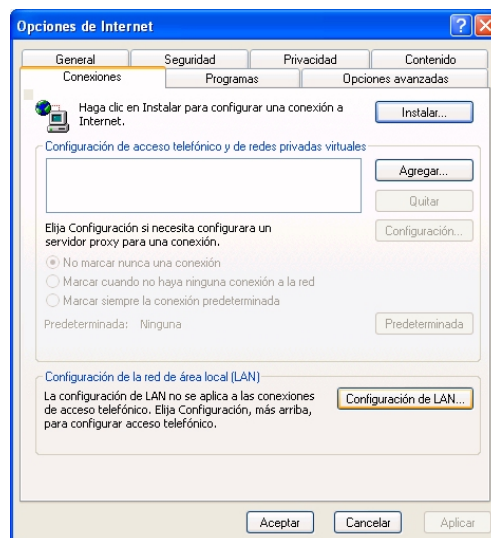 Opciones de Internet
General
Seguridad
Privacidad
Contenido
Conexiones
Programas
Opciones avanzadas
Haga clic en Instalar para configurar una conexión a
Internet.
Instalar...
Configuración de acceso telefónico y de redes privadas virtuales
Agregar...
Quitar
Elija Configuración si necesita configurara un
servidor proxy para una conexión.
Configuración...
No marcar nunca una conexión
Marcar cuando no haya ninguna conexión a la red
Marcar siempre la conexión predeterminada
Predeterminada: Ninguna
Predeterminada
Configuración de la red de área local (LAN)
La configuración de LAN no se aplica a las conexiones
de acceso telefónico. Elija Configuración, más arriba,
para configurar acceso telefónico.
Configuración de LAN...
Aceptar
Cancelar
Aplicar